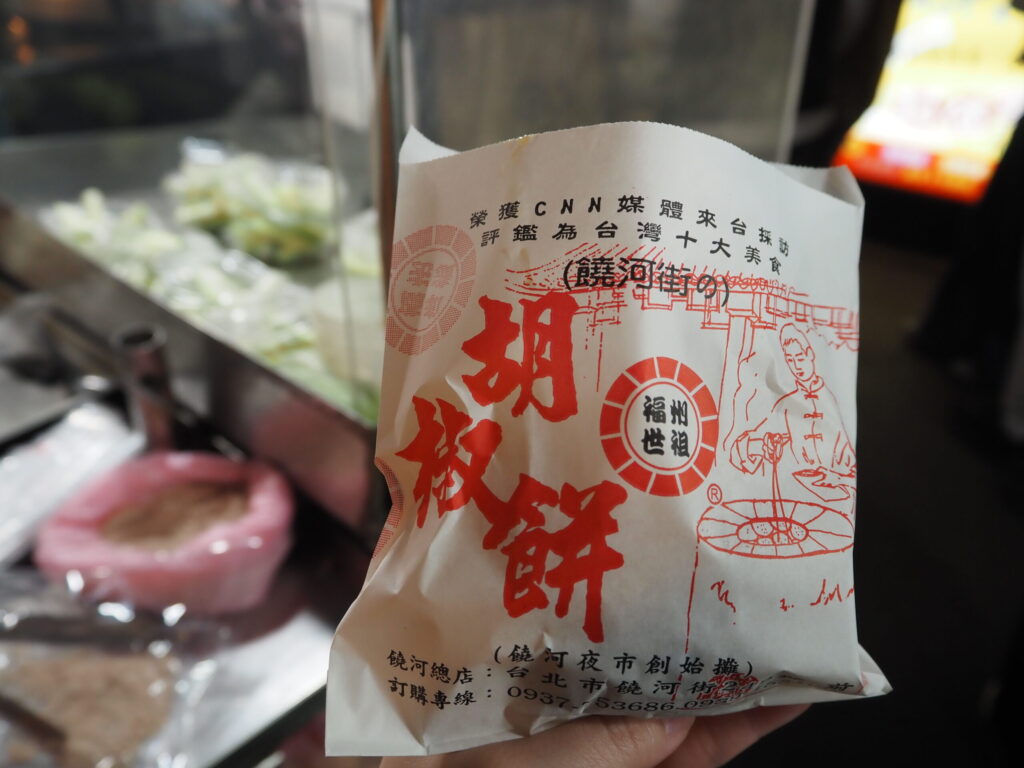 榮獲CNN媒體來台採訪
評鑑為台灣十大美食
(饒河街の)
胡椒餅
福州
世祖
®
(饒河夜市創始攤)
饒河總店：台北市饒河街
訂購專線：0937